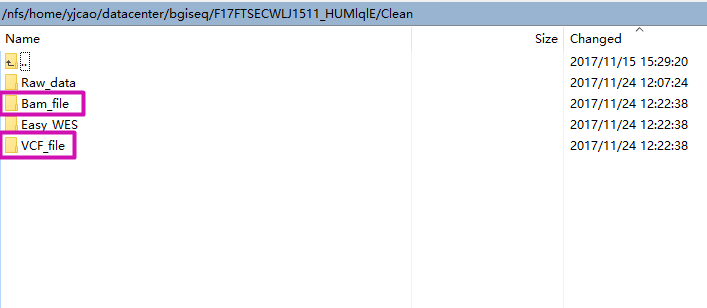 /nfs/home/yjcao/datacenter/bgiseq/F17FTSECWLJ1511_HUMlqlE/Clean
Name Size Changed
.. 2017/11/15 15:29:20
Raw_data 2017/11/24 12:07:24
Bam_file 2017/11/24 12:22:38
Easy_WES 2017/11/24 12:22:38
VCF_file 2017/11/24 12:22:38